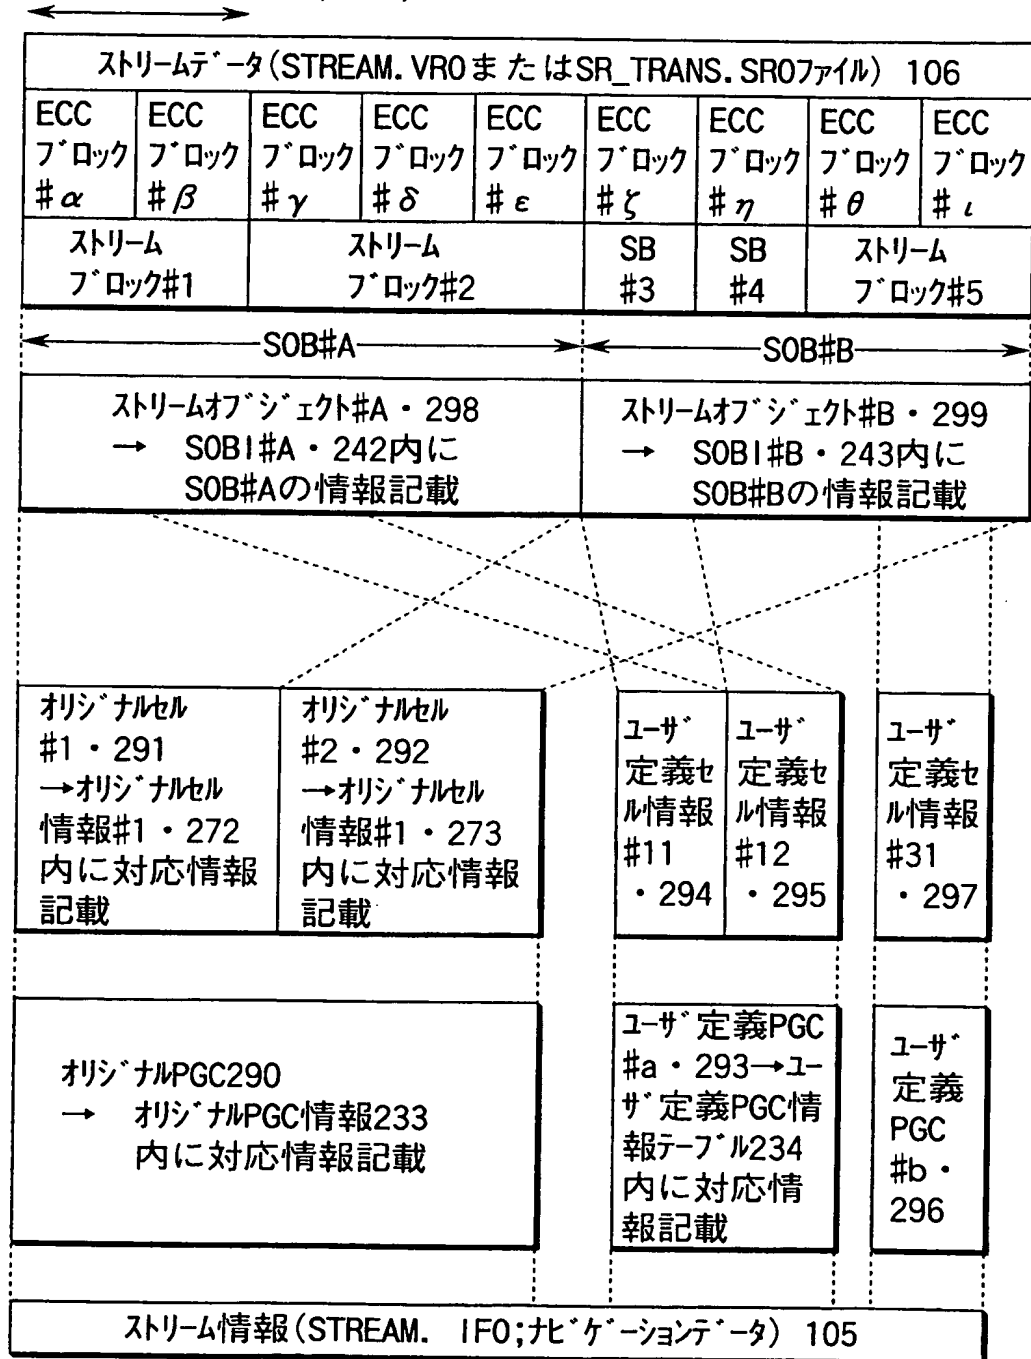 ストリームデータ(STREAM.VROまたはSR_TRANS.SROファイル) 106
ECC
ブロック
#α
ECC
ブロック
#β
ECC
ブロック
#γ
ECC
ブロック
#δ
ECC
ブロック
#ε
ECC
ブロック
#ζ
ECC
ブロック
#η
ECC
ブロック
#θ
ECC
ブロック
#ι
ストリーム
ブロック#1
ストリーム
ブロック#2
SB
#3
SB
#4
ストリーム
ブロック#5
SOB#A
SOB#B
ストリームオブジェクト#A・298
→ SOBI#A・242内に
SOB#Aの情報記載
ストリームオブジェクト#B・299
→ SOBI#B・243内に
SOB#Bの情報記載
オリジナルセル
#1・291
→オリジナルセル
情報#1・272
内に対応情報
記載
オリジナルセル
#2・292
→オリジナルセル
情報#1・273
内に対応情報
記載
ユーザ
定義セ
ル情報
#11
・294
ユーザ
定義セ
ル情報
#12
・295
ユーザ
定義セ
ル情報
#31
・297
オリジナルPGC290
→ オリジナルPGC情報233
内に対応情報記載
ユーザ定義PGC
#a・293→ユー
ザ定義PGC情
報テーブル234
内に対応情
報記載
ユーザ
定義
PGC
#b・
296
ストリーム情報(STREAM. IFO;ナビゲーションデータ) 105